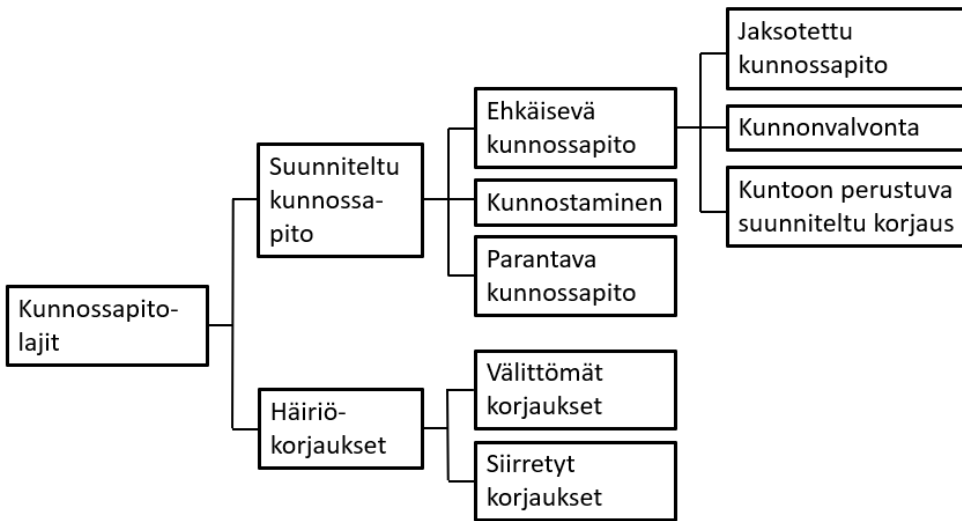 Kunnossapito-
lajit
Suunniteltu
kunnossa-
pito
Ehkäisevä
kunnossapito
Jaksotettu
kunnossapito
Kunnonvalvonta
Kuntoon perustuva
suunniteltu korjaus
Kunnostaminen
Parantava
kunnossapito
Häiriö-
korjaukset
Välittömät
korjaukset
Siirretyt
korjaukset